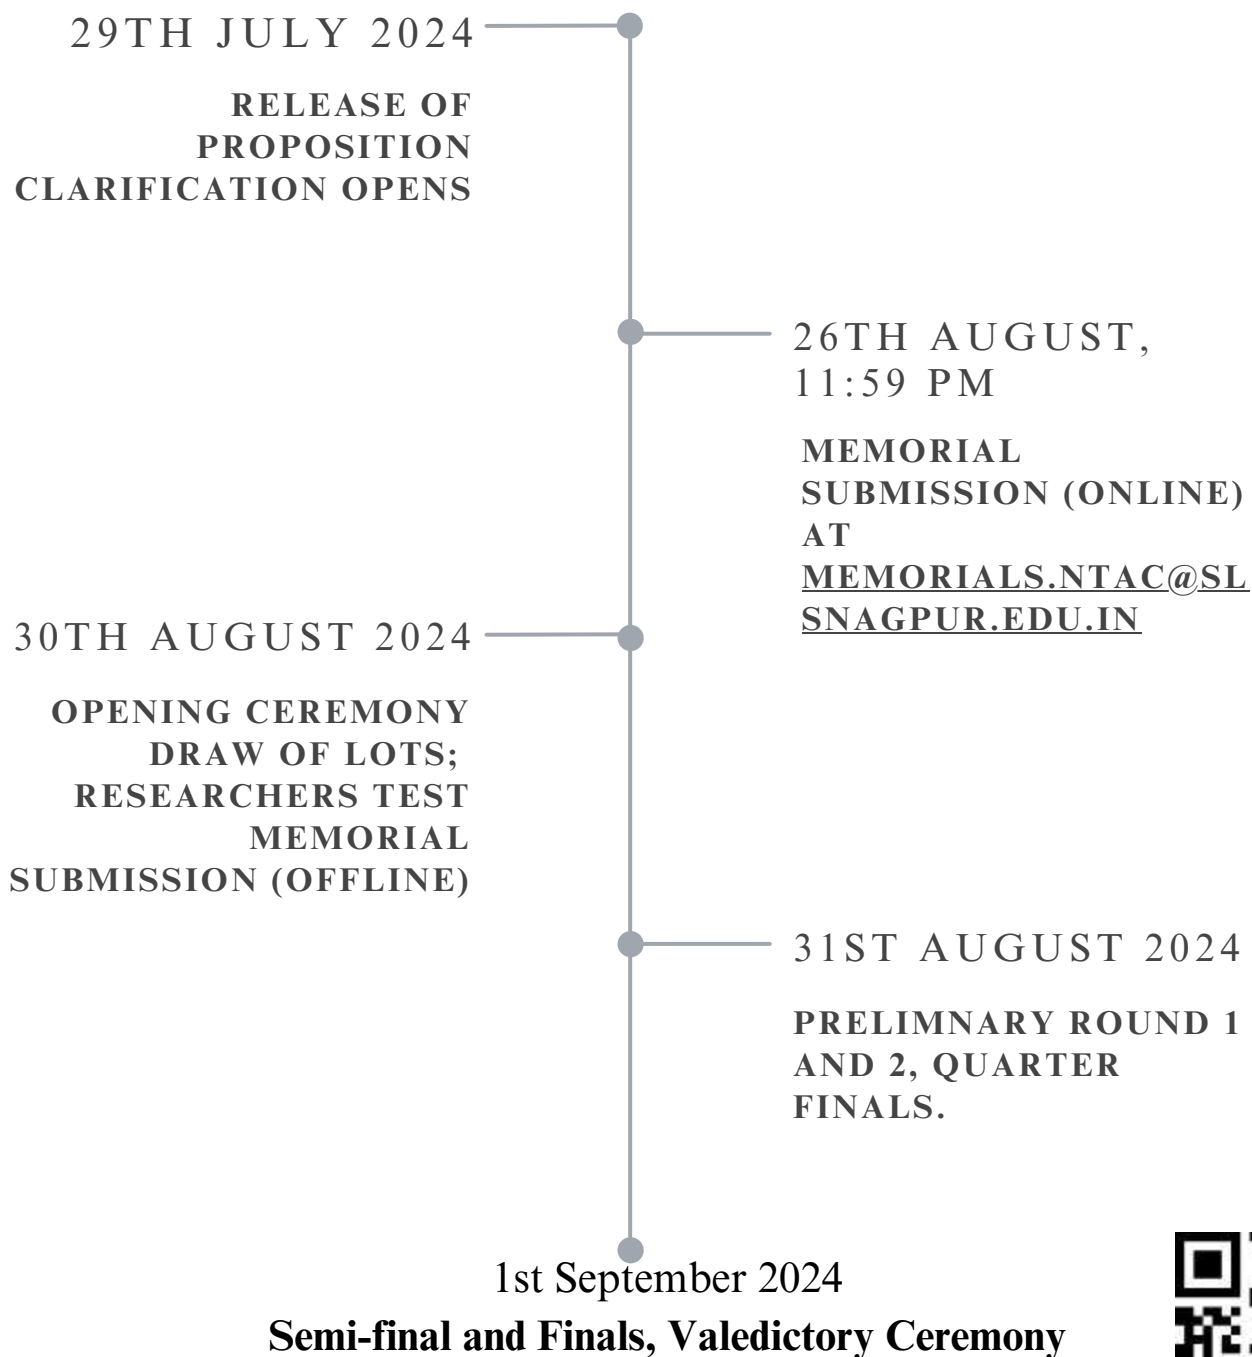 29TH JULY 2024
RELEASE OF
PROPOSITION
CLARIFICATION OPENS
26TH AUGUST,
11:59 PM
MEMORIAL
SUBMISSION (ONLINE)
AT
MEMORIALS.NTAC@SL
SNAGPUR.EDU.IN
30TH AUGUST 2024
OPENING CEREMONY
DRAW OF LOTS;
RESEARCHERS TEST
MEMORIAL
SUBMISSION (OFFLINE)
31ST AUGUST 2024
PRELIMNARY ROUND 1
AND 2, QUARTER
FINALS.
1st September 2024
Semi-final and Finals, Valedictory Ceremony